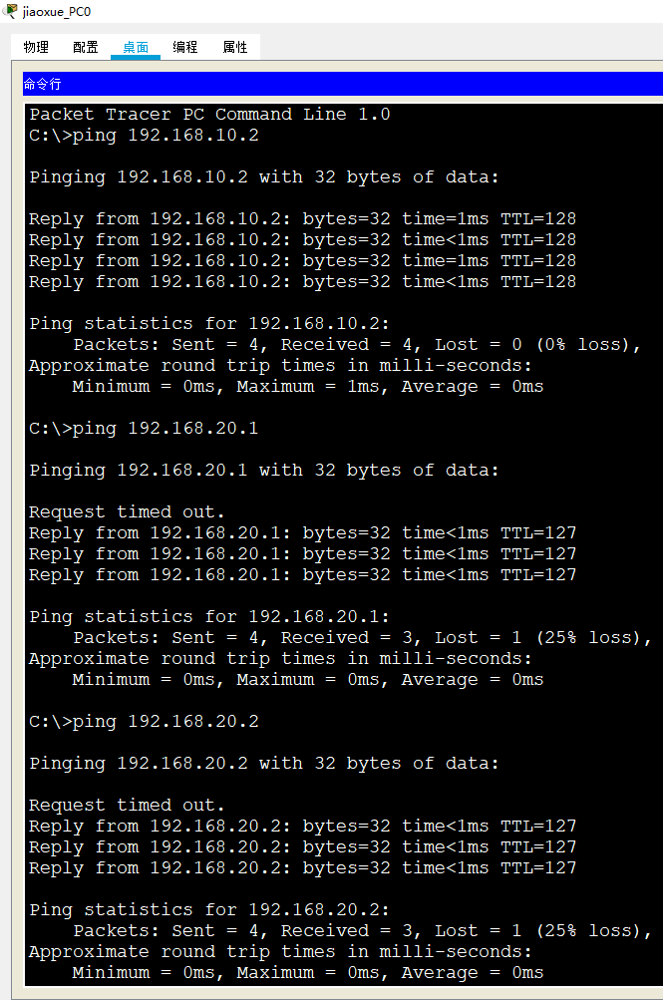 jiaoxue_PC0
物理 配置 桌面 编程 属性
命令行
Packet Tracer PC Command Line 1.0
C:\>ping 192.168.10.2
Pinging 192.168.10.2 with 32 bytes of data:
Reply from 192.168.10.2: bytes=32 time=1ms TTL=128
Reply from 192.168.10.2: bytes=32 time<1ms TTL=128
Reply from 192.168.10.2: bytes=32 time=1ms TTL=128
Reply from 192.168.10.2: bytes=32 time<1ms TTL=128
Ping statistics for 192.168.10.2:
Packets: Sent = 4, Received = 4, Lost = 0 (0% loss),
Approximate round trip times in milli-seconds:
Minimum = 0ms, Maximum = 1ms, Average = 0ms
C:\>ping 192.168.20.1
Pinging 192.168.20.1 with 32 bytes of data:
Request timed out.
Reply from 192.168.20.1: bytes=32 time<1ms TTL=127
Reply from 192.168.20.1: bytes=32 time<1ms TTL=127
Reply from 192.168.20.1: bytes=32 time<1ms TTL=127
Ping statistics for 192.168.20.1:
Packets: Sent = 4, Received = 3, Lost = 1 (25% loss),
Approximate round trip times in milli-seconds:
Minimum = 0ms, Maximum = 0ms, Average = 0ms
C:\>ping 192.168.20.2
Pinging 192.168.20.2 with 32 bytes of data:
Request timed out.
Reply from 192.168.20.2: bytes=32 time<1ms TTL=127
Reply from 192.168.20.2: bytes=32 time<1ms TTL=127
Reply from 192.168.20.2: bytes=32 time<1ms TTL=127
Ping statistics for 192.168.20.2:
Packets: Sent = 4, Received = 3, Lost = 1 (25% loss),
Approximate round trip times in milli-seconds:
Minimum = 0ms, Maximum = 0ms, Average = 0ms